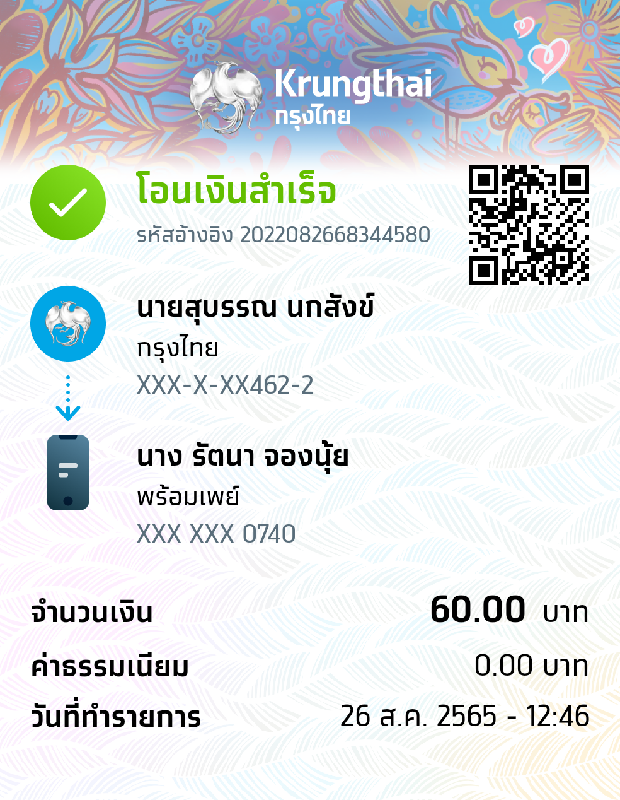 Krungthai
กรุงไทย
โอนเงินสำเร็จ
รหัสอ้างอิง 2022082668344580
นายสุบรรณ นกสังข์
กรุงไทย
XXX-X-XX462-2
นาง รัตนา จองนุ้ย
พร้อมเพย์
XXX XXX 0740
จำนวนเงิน 60.00 บาท
ค่าธรรมเนียม 0.00 บาท
วันที่ทำรายการ 26 ส.ค. 2565 - 12:46